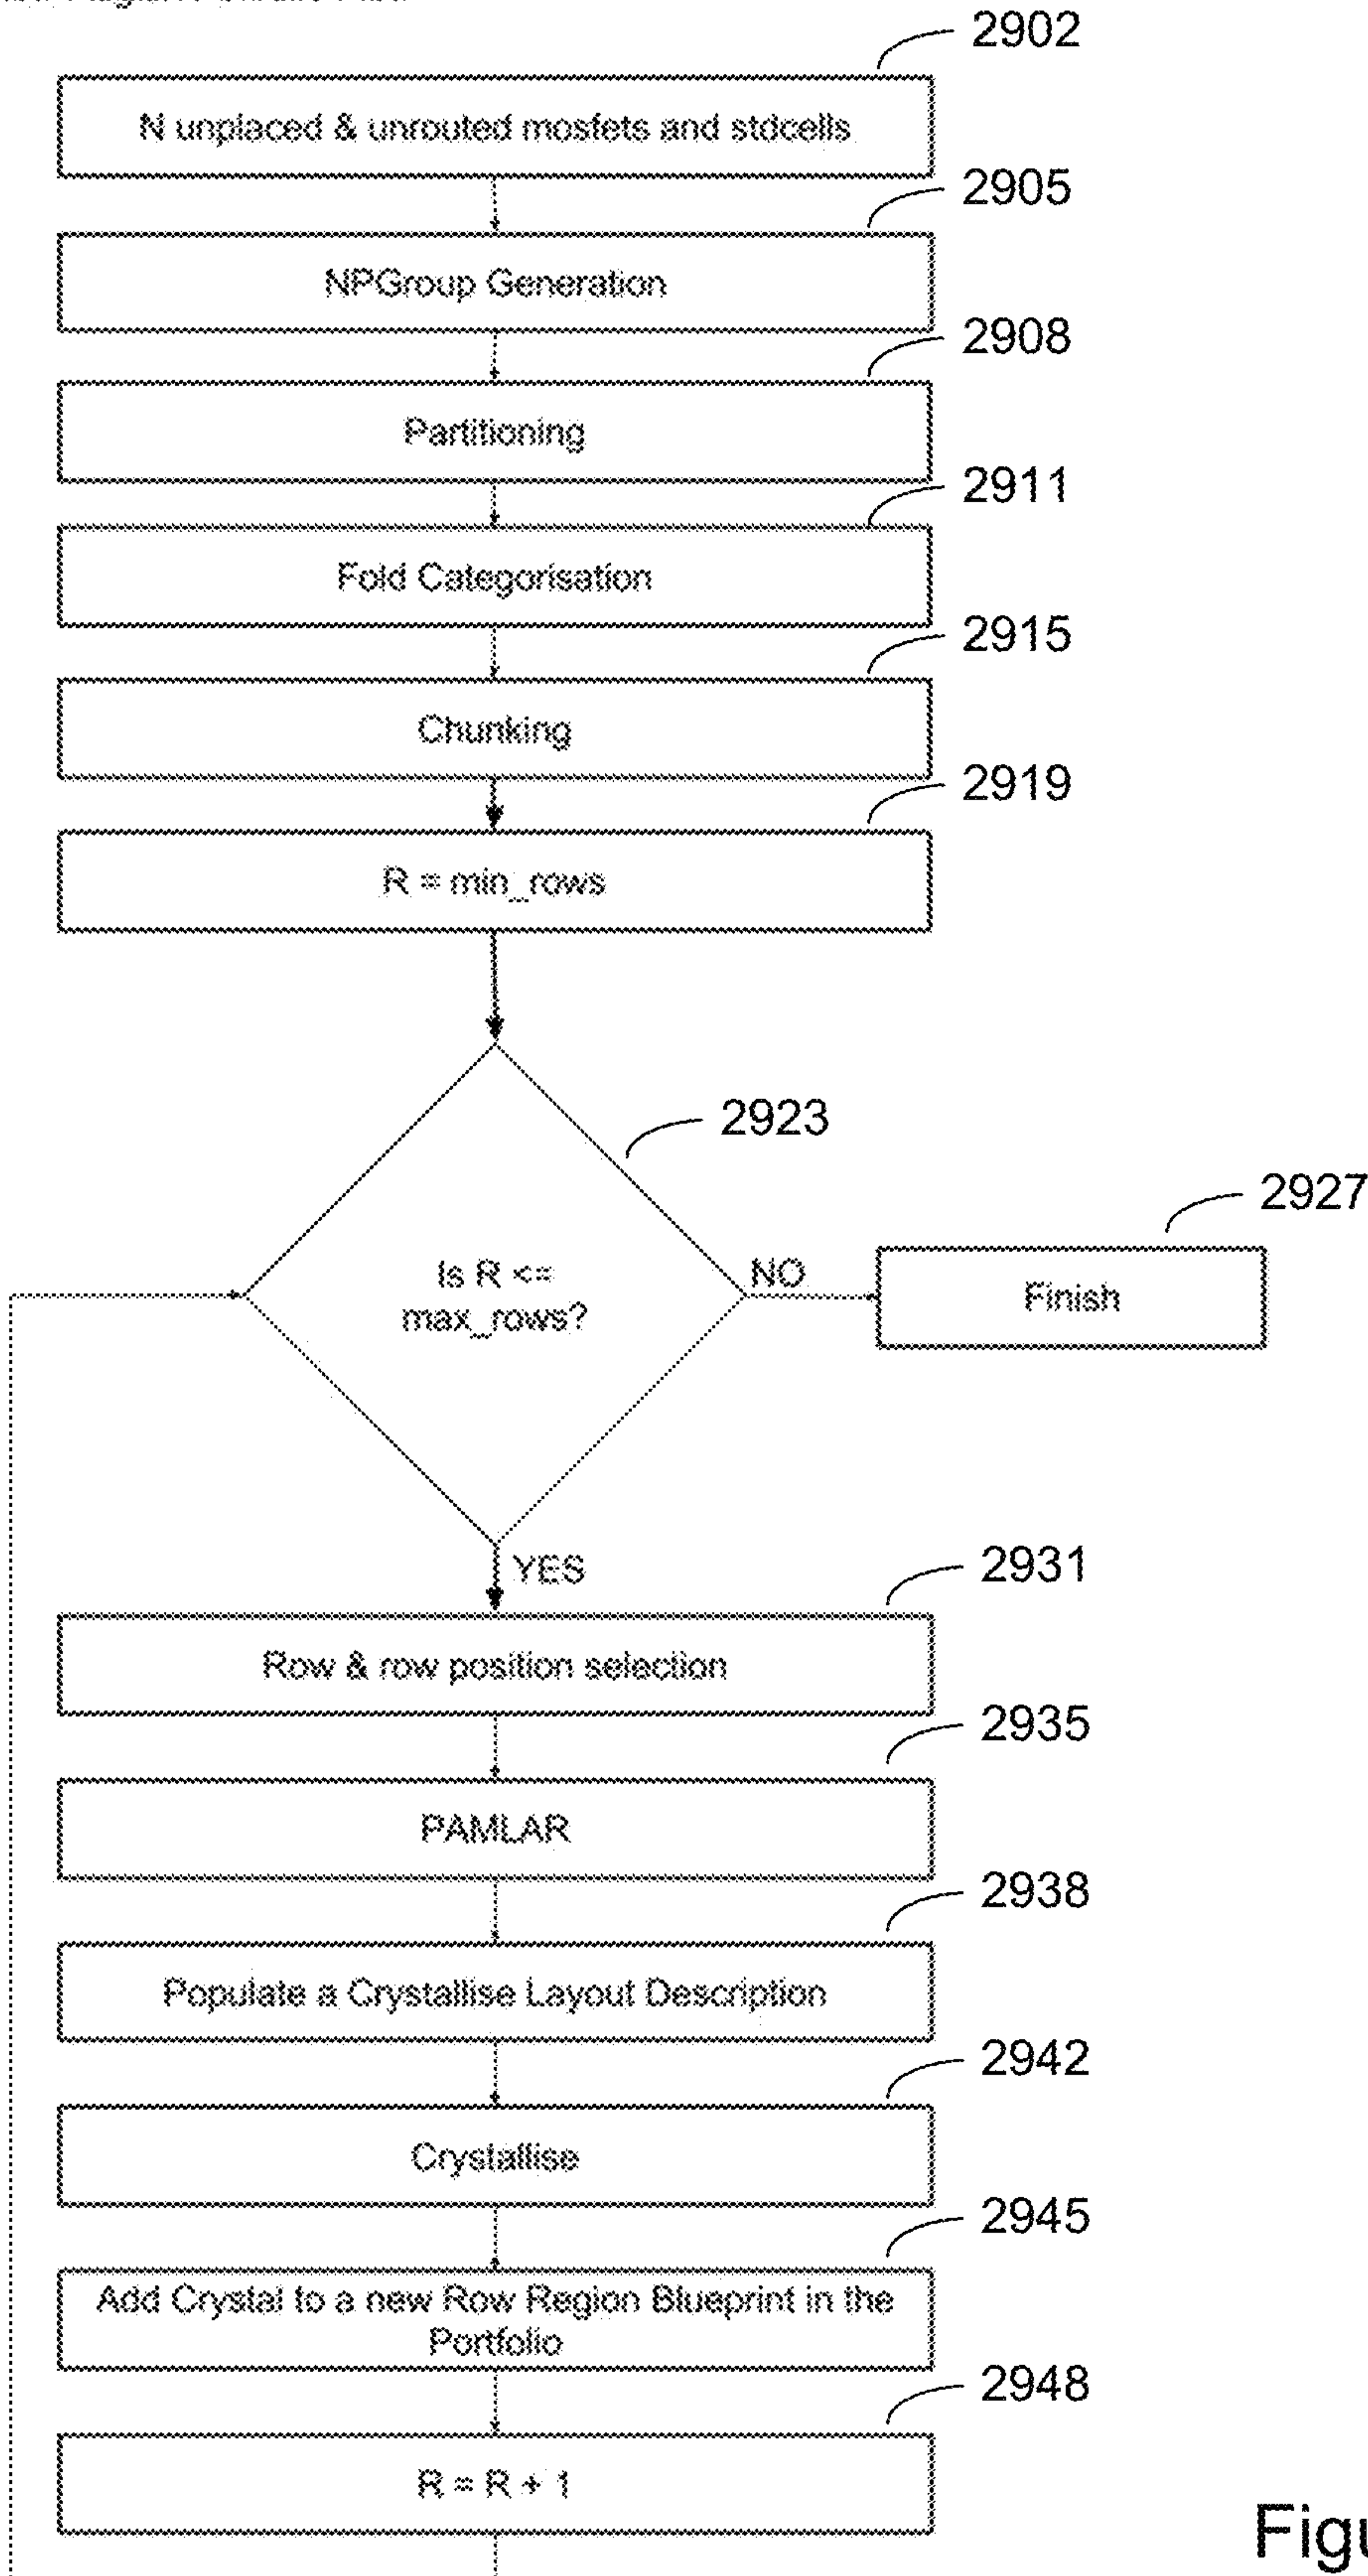 2902
N unplaced & unrouted mosfets and stdcells
2905
NPGroup Generation
2908
Partitioning
2911
Fold Categorisation
2915
Chunking
2919
R = min_rows
2923
Is R <=
max_rows?
NO
2927
Finish
YES
2931
Row & row position selection
2935
PAMLAR
2938
Populate a Crystallise Layout Description
2942
Crystallise
2945
Add Crystal to a new Row Region Blueprint in the
Portfolio
2948
R = R + 1